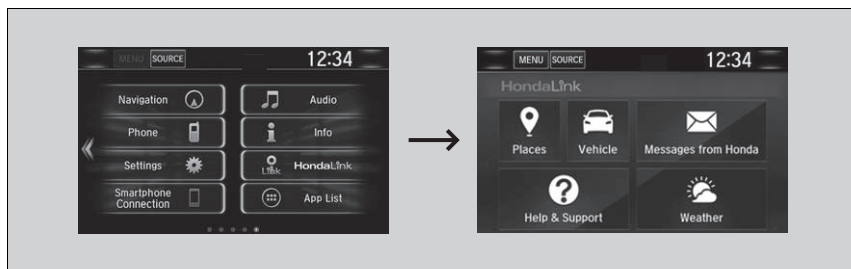 MENU SOURCE 12:34
Navigation Audio
Phone Info
Settings Link HondaLink
Smartphone
Connection App List
MENU SOURCE 12:34
HondaLink
Places Vehicle Messages from Honda
Help & Support Weather